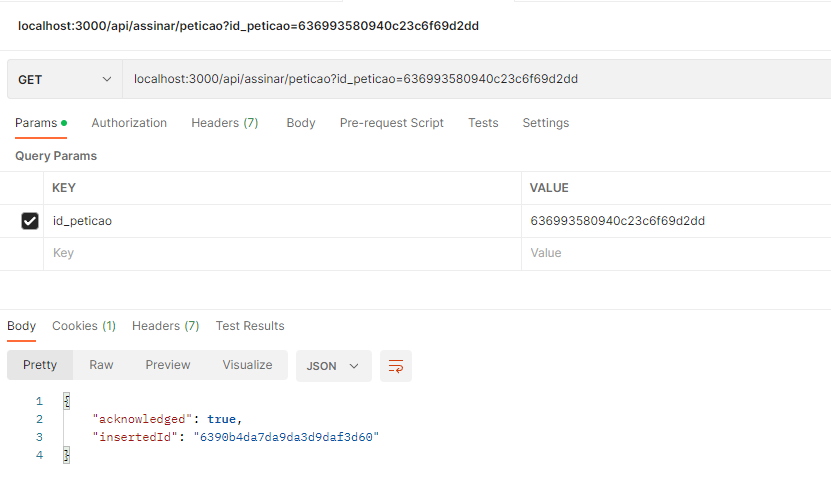 localhost:3000/api/assinar/peticao?id_peticao=636993580940c23c6f69d2dd
GET localhost:3000/api/assinar/peticao?id_peticao=636993580940c23c6f69d2dd
Params Authorization Headers (7) Body Pre-request Script Tests Settings
Query Params
KEY VALUE
id_peticao 636993580940c23c6f69d2dd
Key Value
Body Cookies (1) Headers (7) Test Results
Pretty Raw Preview Visualize JSON
1 {
2 "acknowledged": true,
3 "insertedId": "6390b4da7da9da3d9daf3d60"
4 }